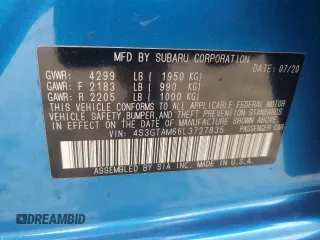 MFD BY SUBARU CORPORATION 07/20
GVWR: 4299 LB ( 1950 KG)
GAWR: F 2183 LB ( 990 KG)
GAWR: R 2205 LB ( 1000 KG)
THIS VEHICLE CONFORMS TO ALL APPLICABLE FEDERAL MOTOR
VEHICLE SAFETY, BUMPER, AND THEFT PREVENTION STANDARDS
IN EFFECT ON THE DATE OF MANUFACTURE SHOWN ABOVE.
VIN: 4S3GTAM66L3727835 PASSENGER CAR
ASSEMBLED BY SIA INC. MADE IN U.S.A.
DREAMBID